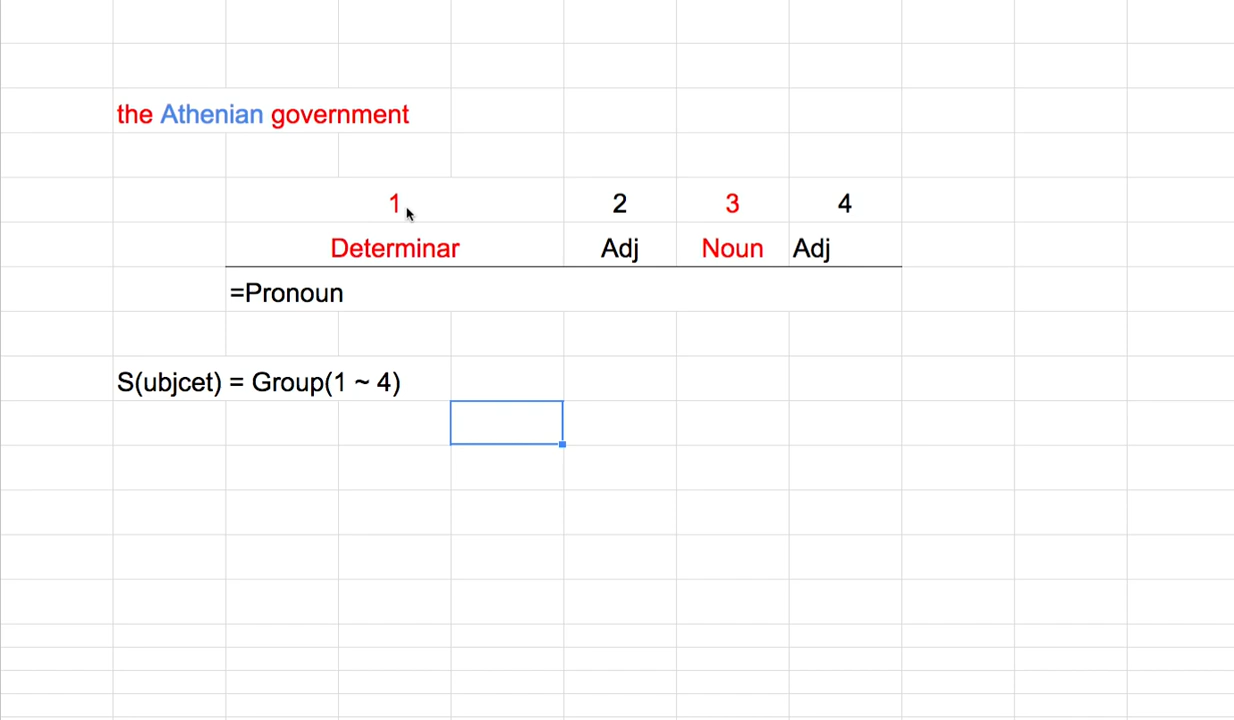 the Athenian government
1 2 3 4
Determinar Adj Noun Adj
=Pronoun
S(ubjcet) = Group(1 ~ 4)